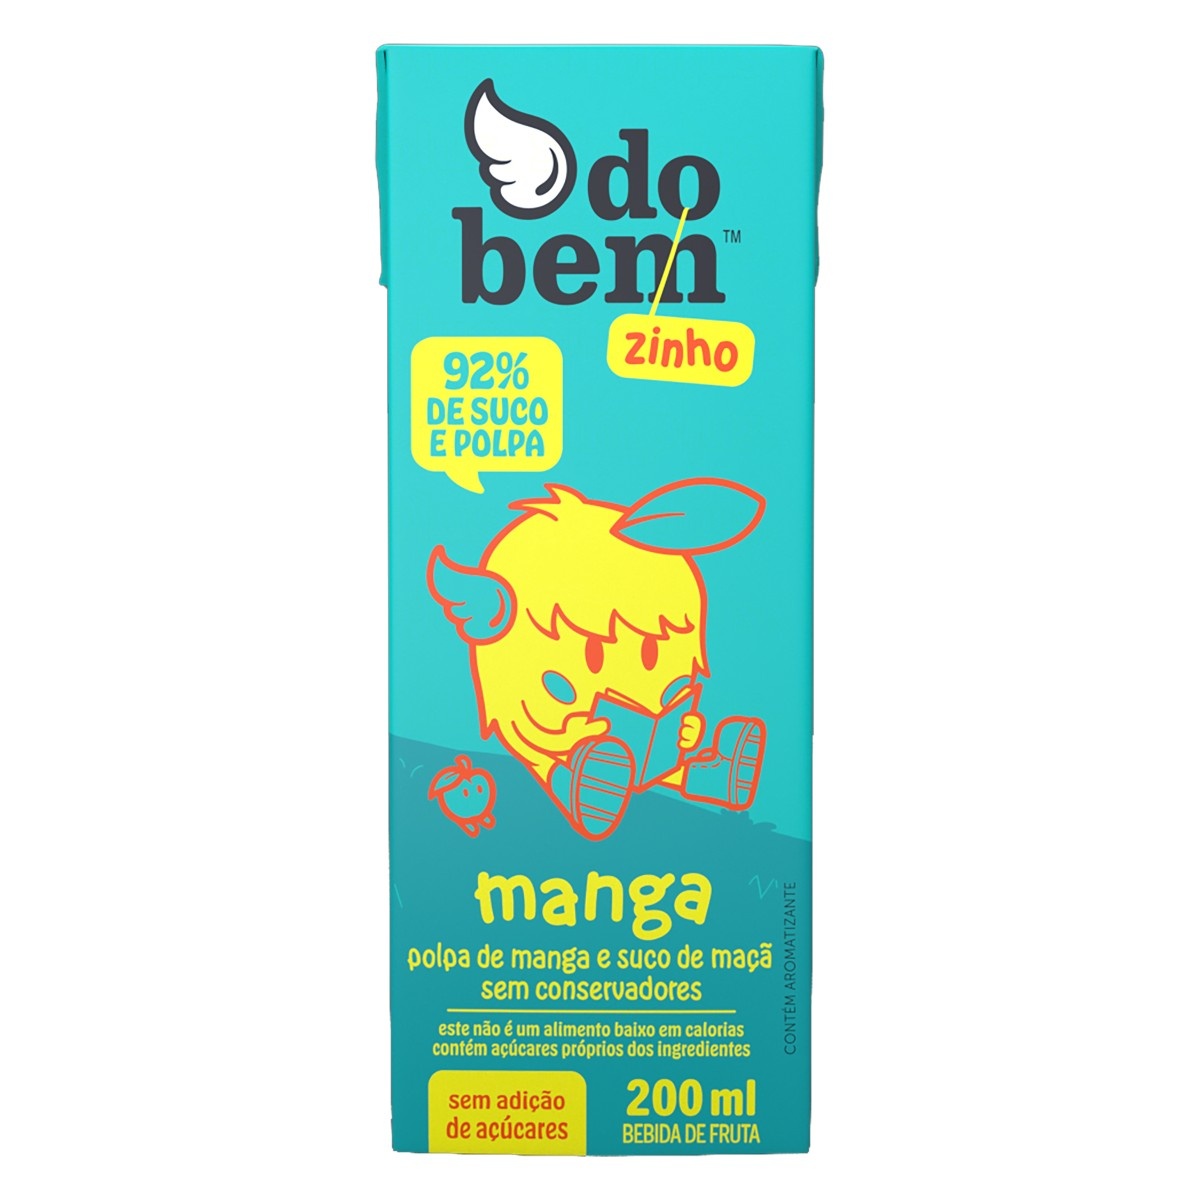 do
bem™
zinho
92%
DE SUCO
E POLPA
manga
polpa de manga e suco de maçã
sem conservadores
este não é um alimento baixo em calorias
contém açúcares próprios dos ingredientes
CONTÉM AROMATIZANTE
sem adição
de açúcares
200 ml
BEBIDA DE FRUTA